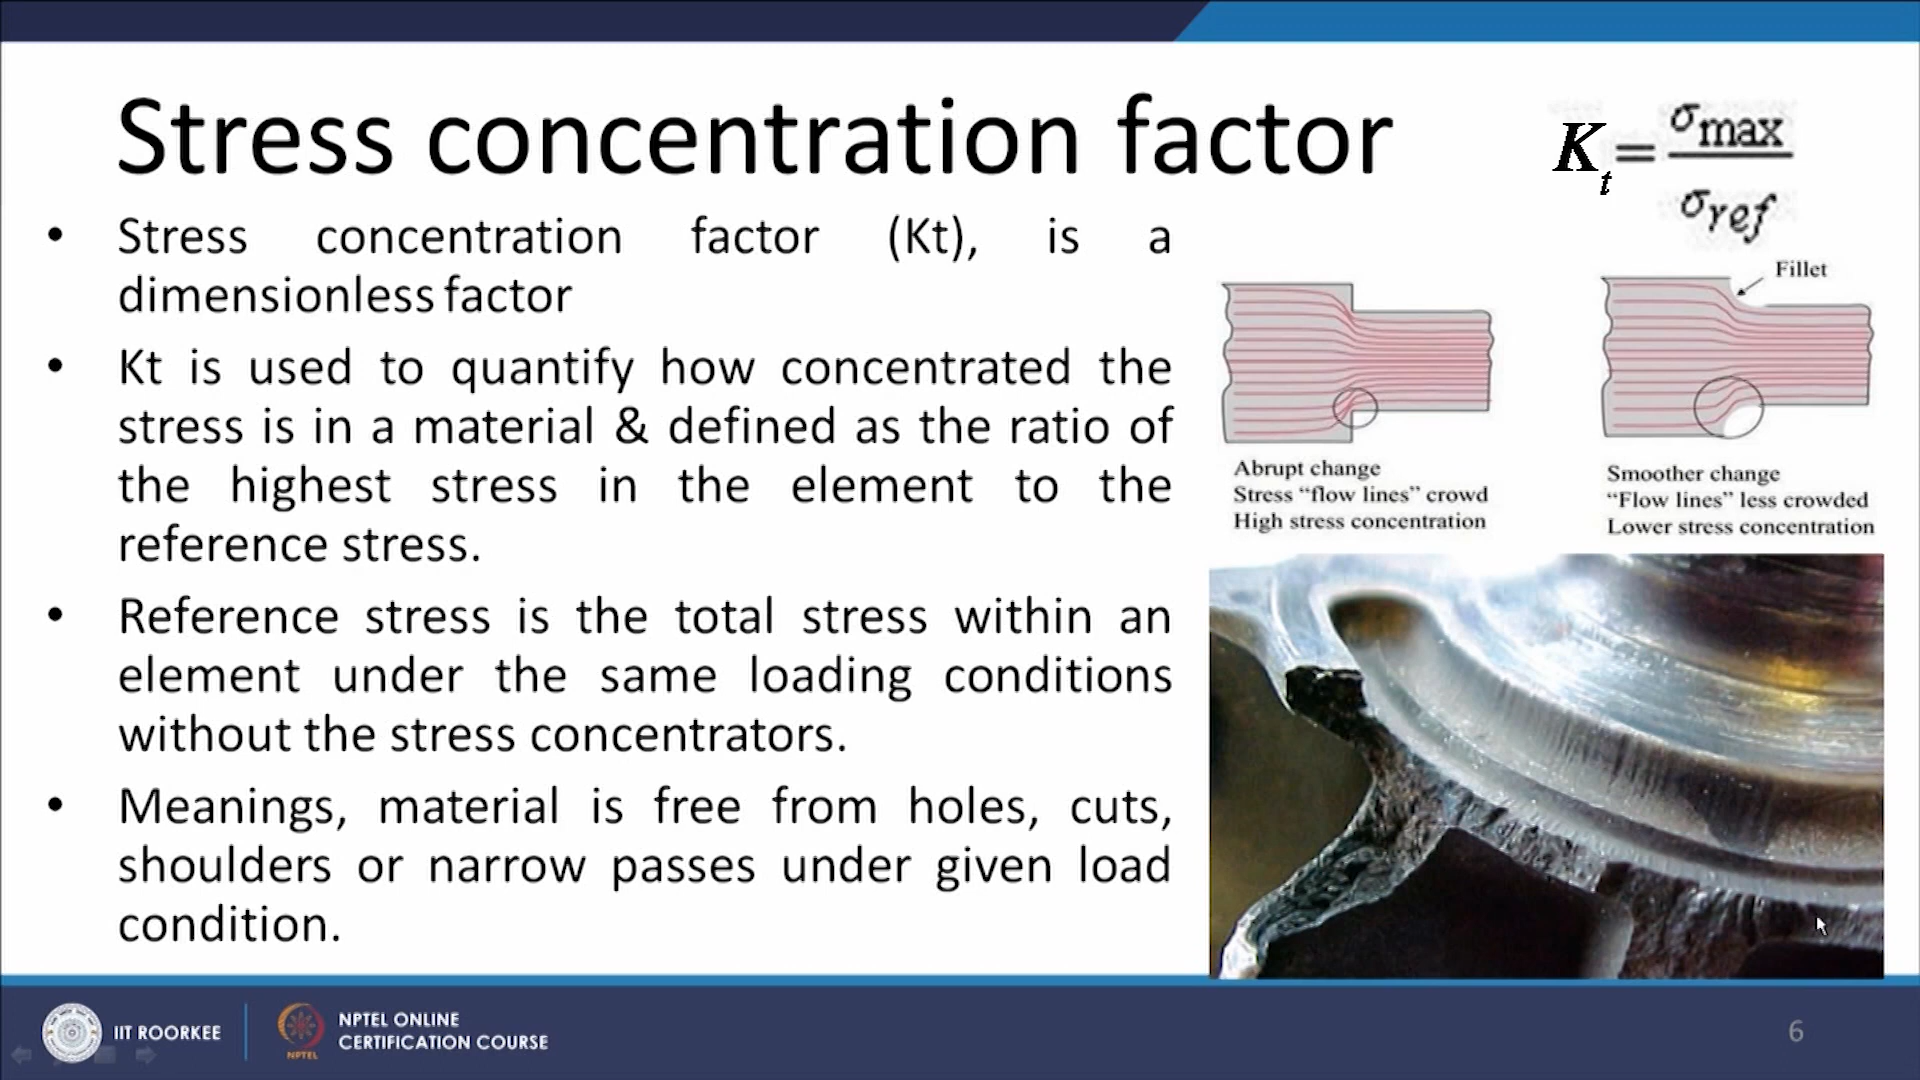 Stress concentration factor
K_t = σmax / σref
• Stress concentration factor (Kt), is a
dimensionless factor
• Kt is used to quantify how concentrated the
stress is in a material & defined as the ratio of
the highest stress in the element to the
reference stress.
• Reference stress is the total stress within an
element under the same loading conditions
without the stress concentrators.
• Meanings, material is free from holes, cuts,
shoulders or narrow passes under given load
condition.
Fillet
Abrupt change
Stress “flow lines” crowd
High stress concentration
Smoother change
“Flow lines” less crowded
Lower stress concentration
IIT ROORKEE
NPTEL
NPTEL ONLINE
CERTIFICATION COURSE
6